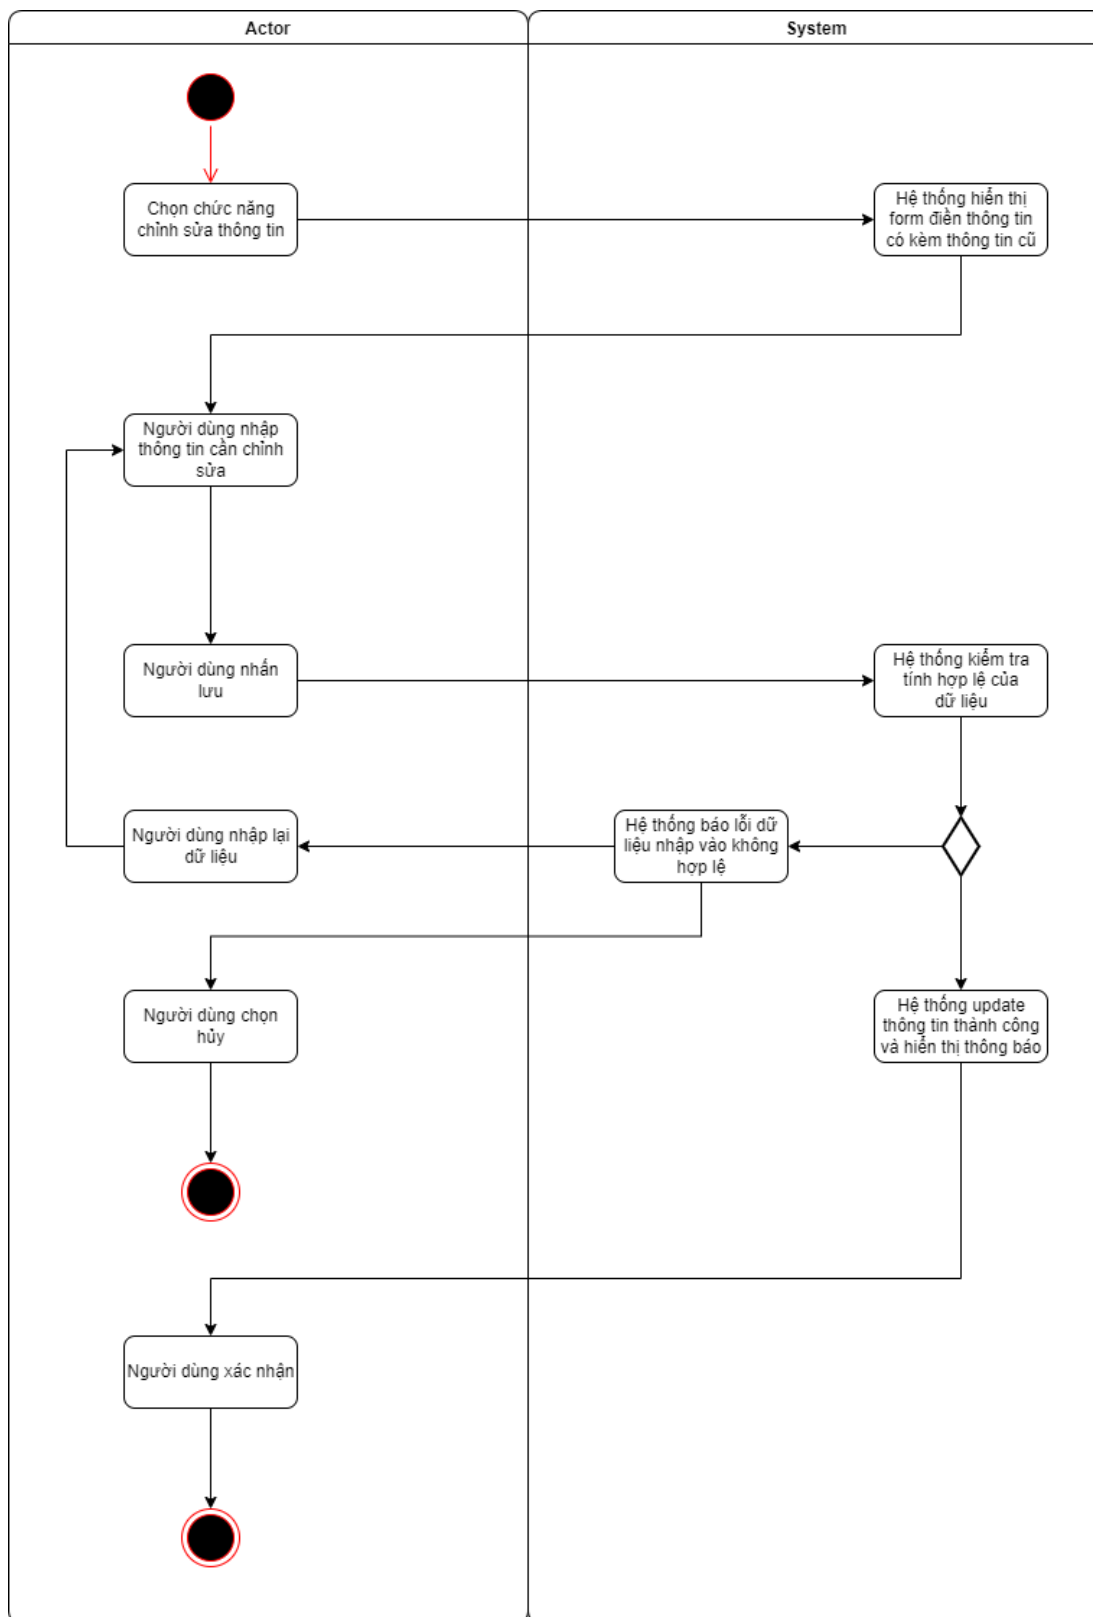 Actor
System
Chọn chức năng
chỉnh sửa thông tin
Hệ thống hiển thị
form điền thông tin
có kèm thông tin cũ
Người dùng nhập
thông tin cần chỉnh
sửa
Người dùng nhấn
lưu
Hệ thống kiểm tra
tính hợp lệ của
dữ liệu
Người dùng nhập lại
dữ liệu
Hệ thống báo lỗi dữ
liệu nhập vào không
hợp lệ
Người dùng chọn
hủy
Hệ thống update
thông tin thành công
và hiển thị thông báo
Người dùng xác nhận